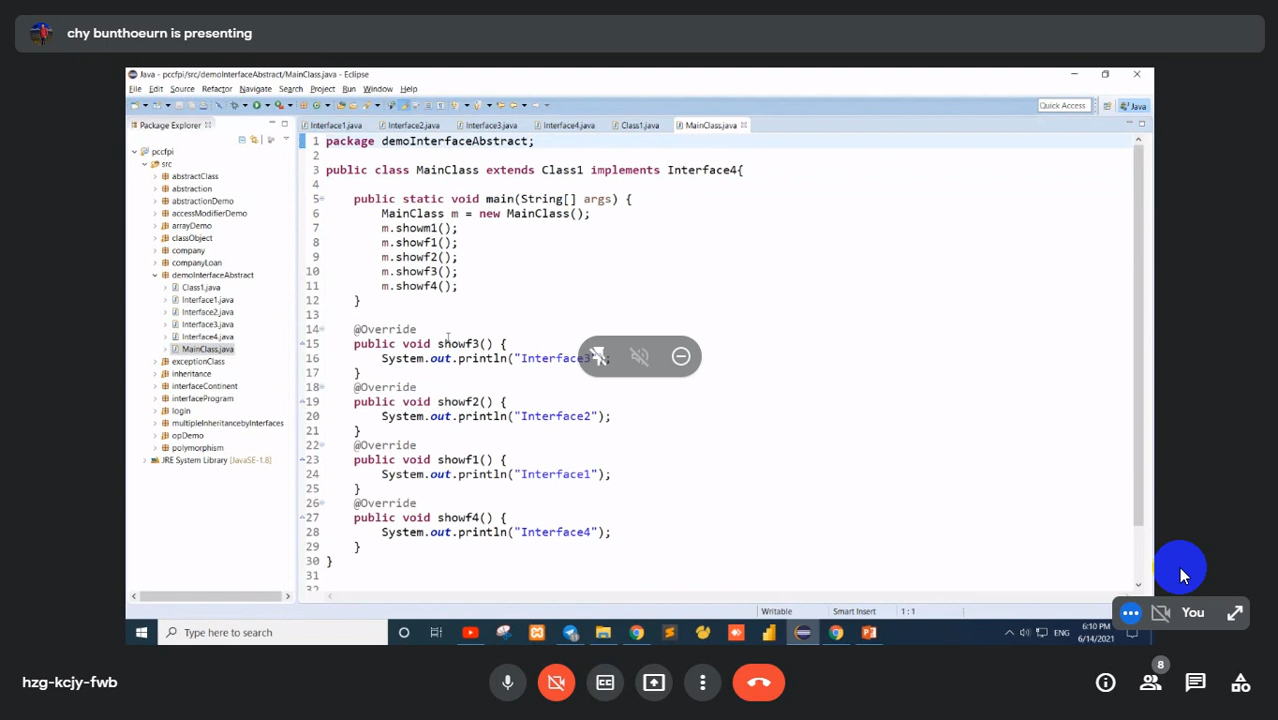 chy bunthoeurn is presenting
Java - pccfpi/src/demoInterfaceAbstract/MainClass.java - Eclipse
File Edit Source Refactor Navigate Search Project Run Window Help
Quick Access Java
Package Explorer
Interface1.java Interface2.java Interface3.java Interface4.java Class1.java MainClass.java
pccfpi
src
abstractClass
abstraction
abstractionDemo
accessModifierDemo
arrayDemo
classObject
company
companyLoan
demoInterfaceAbstract
Class1.java
Interface1.java
Interface2.java
Interface3.java
Interface4.java
MainClass.java
exceptionClass
inheritance
interfaceContinent
interfaceProgram
login
multipleInheritancebyInterfaces
opDemo
polymorphism
JRE System Library [JavaSE-1.8]
1 package demoInterfaceAbstract;
2
3 public class MainClass extends Class1 implements Interface4{
4
5 public static void main(String[] args) {
6 MainClass m = new MainClass();
7 m.showm1();
8 m.showf1();
9 m.showf2();
10 m.showf3();
11 m.showf4();
12 }
13
14 @Override
15 public void showf3() {
16 System.out.println("Interface3");
17 }
18 @Override
19 public void showf2() {
20 System.out.println("Interface2");
21 }
22 @Override
23 public void showf1() {
24 System.out.println("Interface1");
25 }
26 @Override
27 public void showf4() {
28 System.out.println("Interface4");
29 }
30 }
31
32
Writable Smart Insert 1 : 1
You
Type here to search
ENG
6:10 PM
6/14/2021
hzg-kcjy-fwb
CC
8